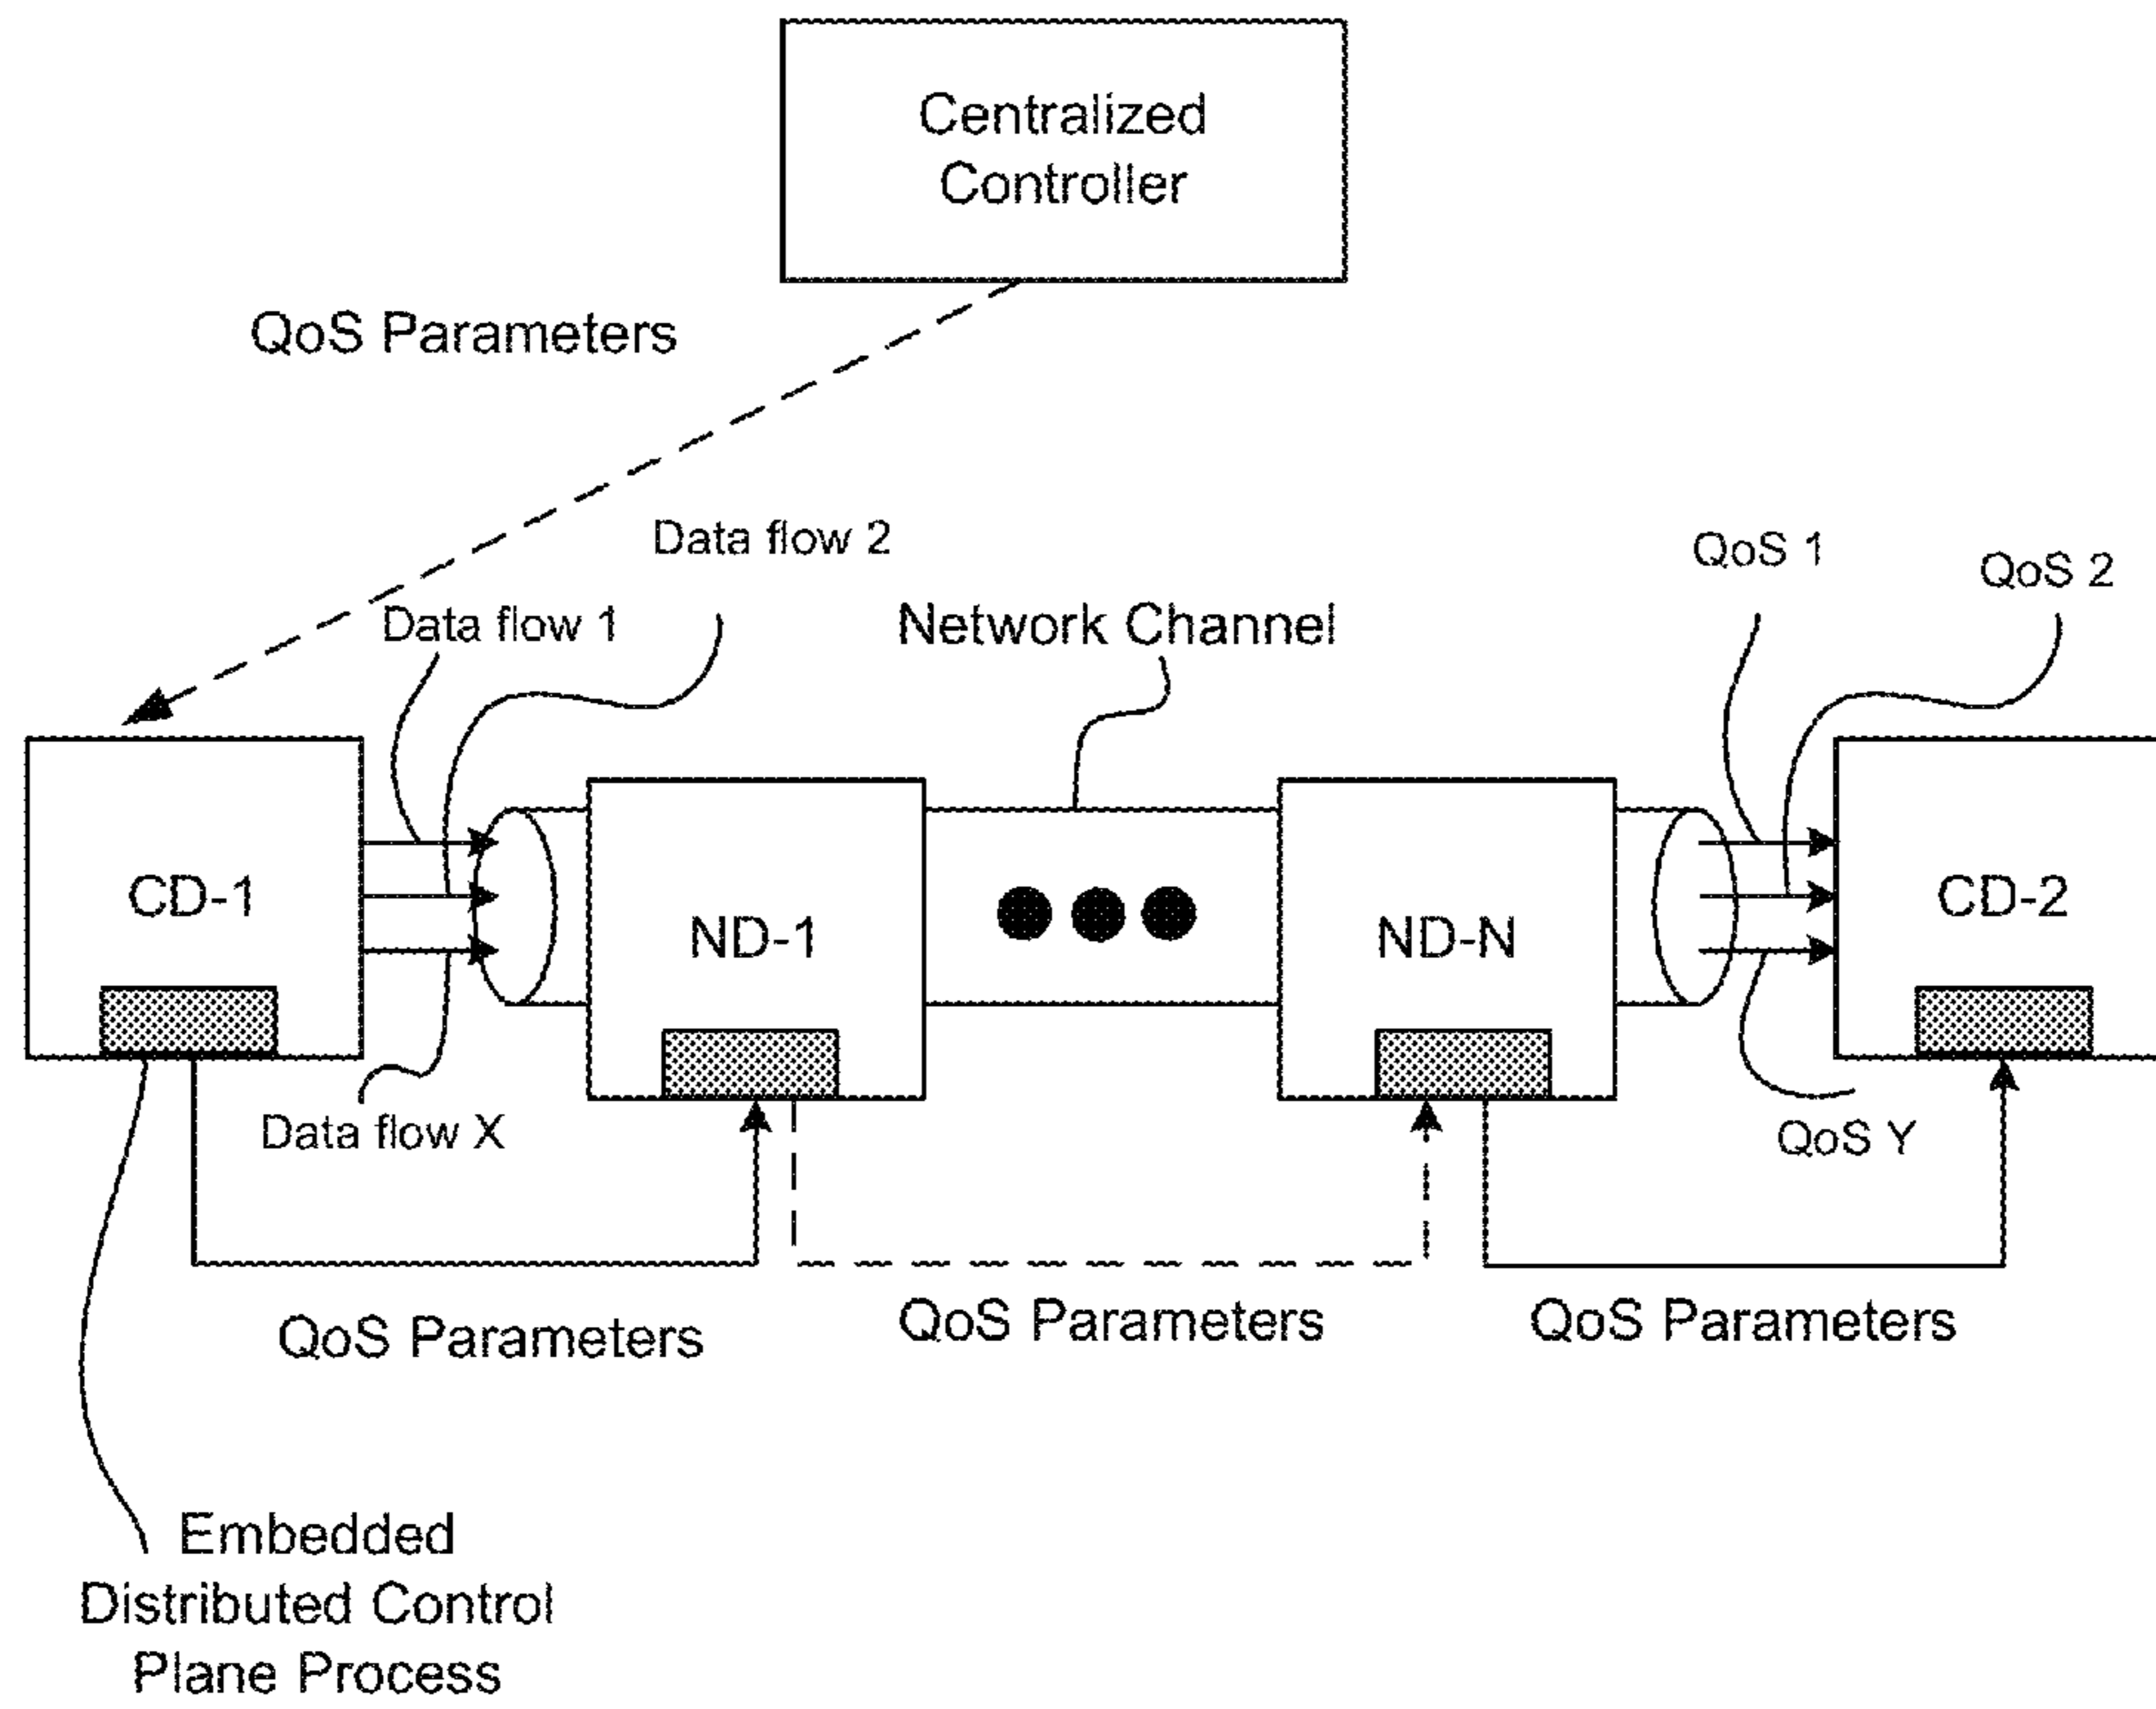 Centralized
Controller
QoS Parameters
Data flow 2
Data flow 1
Network Channel
QoS 1
QoS 2
CD-1
ND-1
ND-N
CD-2
Data flow X
QoS Y
QoS Parameters
QoS Parameters
QoS Parameters
Embedded
Distributed Control
Plane Process